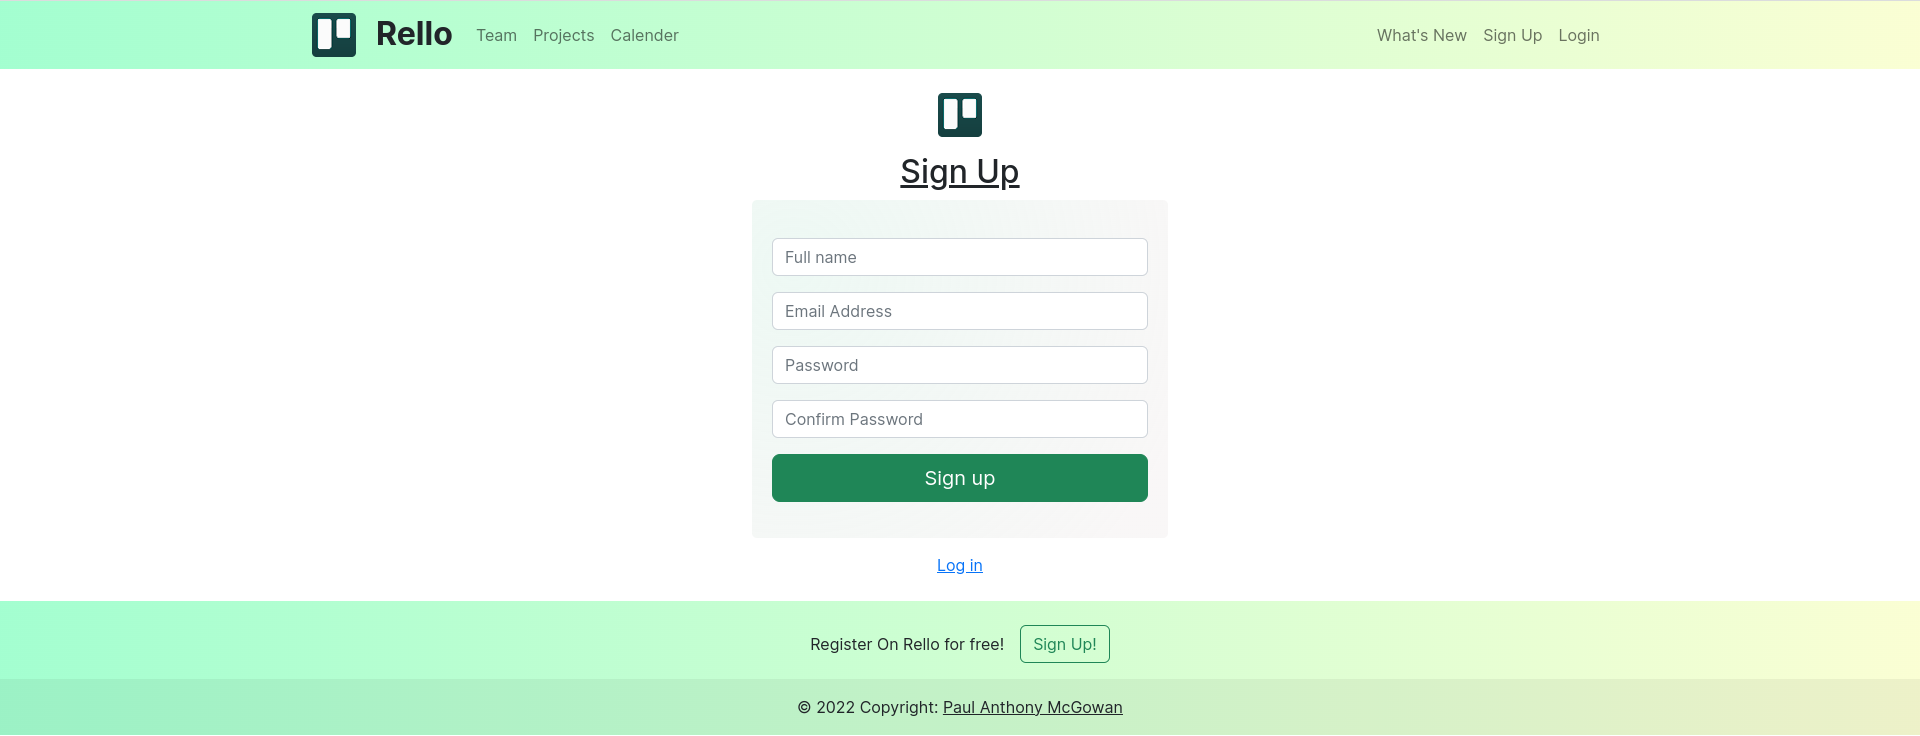 Rello Team Projects Calender What's New Sign Up Login
Sign Up
Full name
Email Address
Password
Confirm Password
Sign up
Log in
Register On Rello for free! Sign Up!
© 2022 Copyright: Paul Anthony McGowan